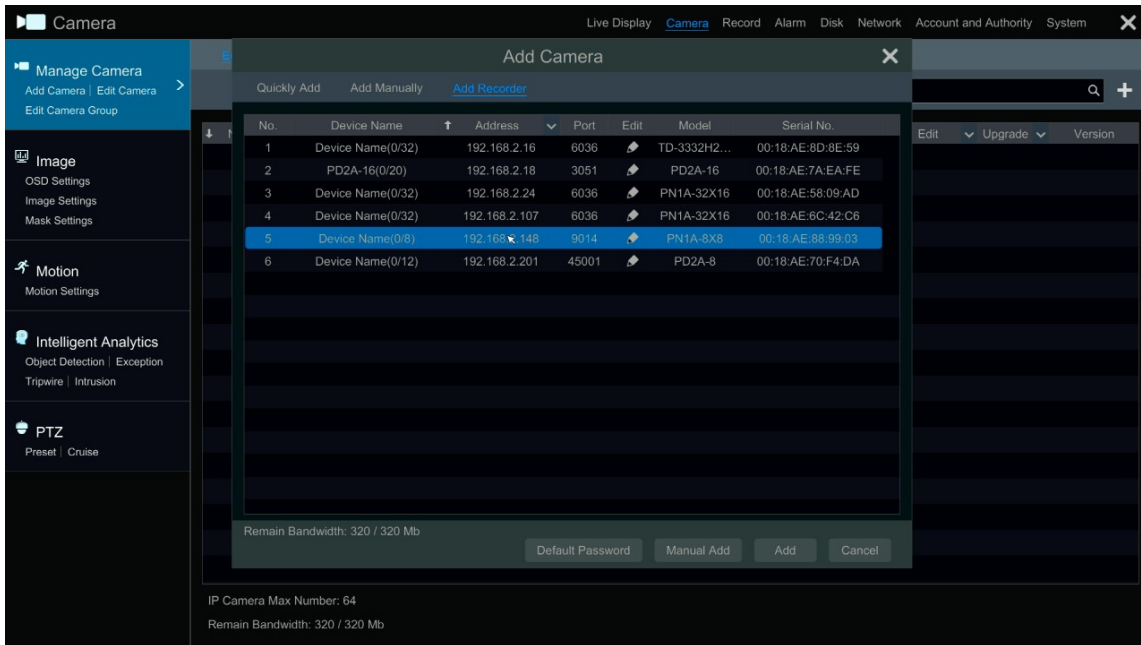 Camera
Live Display Camera Record Alarm Disk Network Account and Authority System
Manage Camera
Add Camera | Edit Camera
Edit Camera Group
Image
OSD Settings
Image Settings
Mask Settings
Motion
Motion Settings
Intelligent Analytics
Object Detection | Exception
Tripwire | Intrusion
PTZ
Preset | Cruise
Add Camera
Quickly Add Add Manually Add Recorder
No. Device Name Address Port Edit Model Serial No.
1 Device Name(0/32) 192.168.2.16 6036 TD-3332H2... 00:18:AE:8D:8E:59
2 PD2A-16(0/20) 192.168.2.18 3051 PD2A-16 00:18:AE:7A:EA:FE
3 Device Name(0/32) 192.168.2.24 6036 PN1A-32X16 00:18:AE:58:09:AD
4 Device Name(0/32) 192.168.2.107 6036 PN1A-32X16 00:18:AE:6C:42:C6
5 Device Name(0/8) 192.168.2.148 9014 PN1A-8X8 00:18:AE:88:99:03
6 Device Name(0/12) 192.168.2.201 45001 PD2A-8 00:18:AE:70:F4:DA
Remain Bandwidth: 320 / 320 Mb
Default Password Manual Add Add Cancel
Edit Upgrade Version
IP Camera Max Number: 64
Remain Bandwidth: 320 / 320 Mb